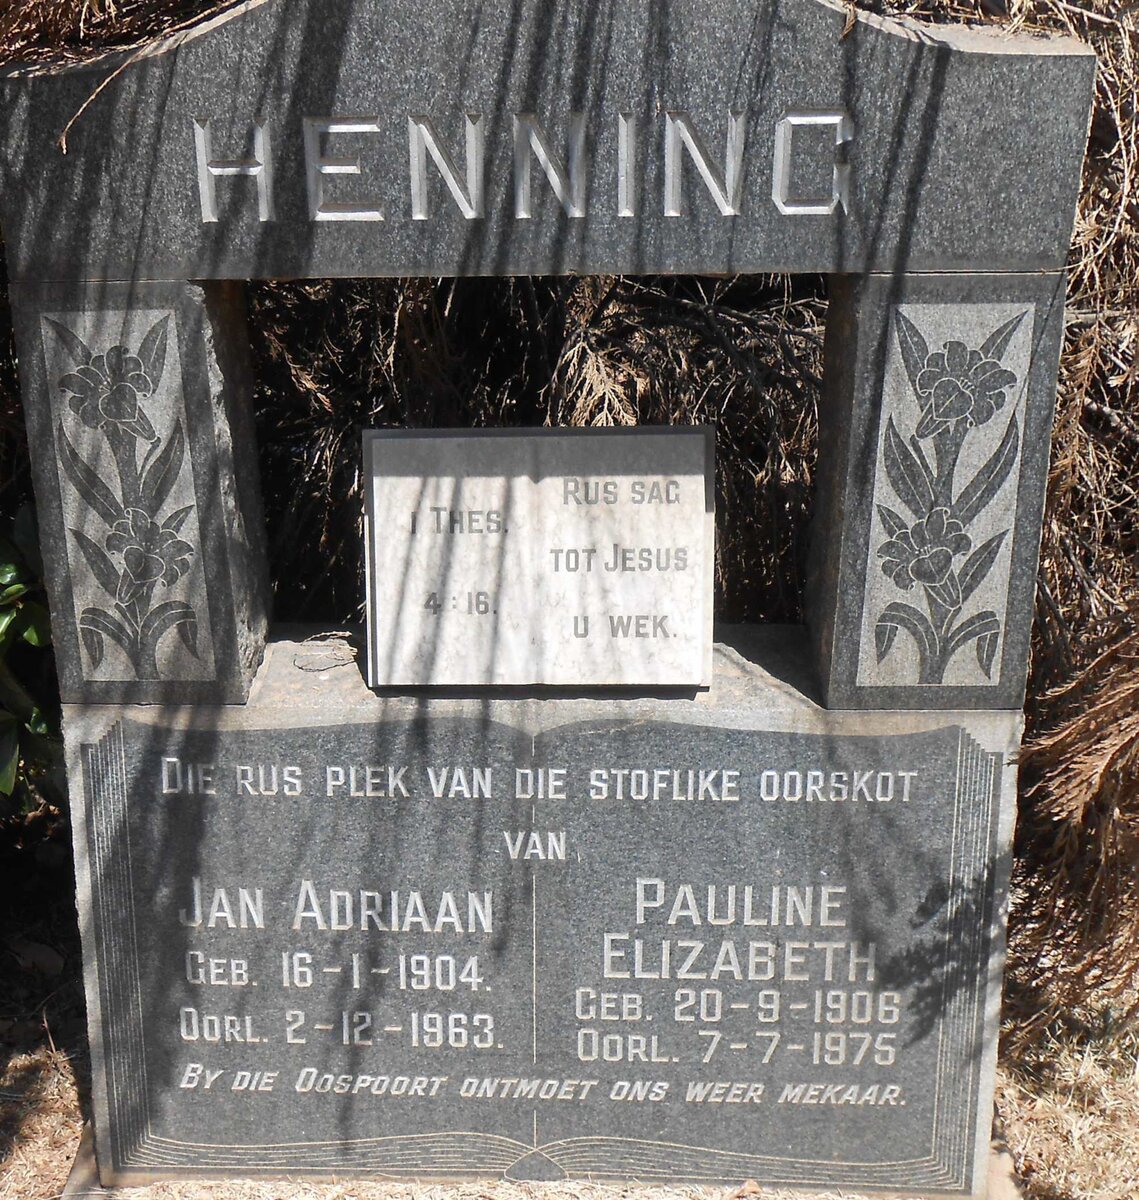 HENNING
I THES.
4:16.
RUS SAG
TOT JESUS
U WEK.
DIE RUS PLEK VAN DIE STOFLIKE OORSKOT
VAN
JAN ADRIAAN
GEB. 16-1-1904.
OORL. 2-12-1963.
PAULINE
ELIZABETH
GEB. 20-9-1906
OORL. 7-7-1975
BY DIE OOSPOORT ONTMOET ONS WEER MEKAAR.